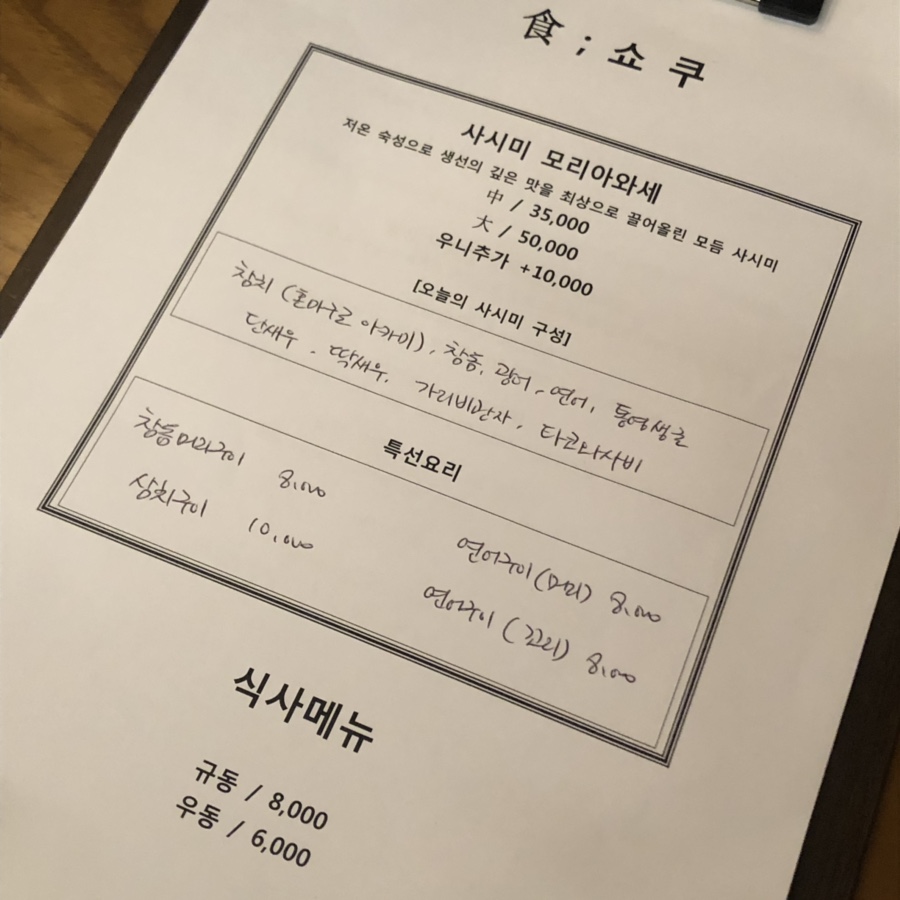 食 ; 쇼 쿠
사시미 모리아와세
저온 숙성으로 생선의 깊은 맛을 최상으로 끌어올린 모듬 사시미
中 / 35,000
大 / 50,000
우니추가 +10,000
[오늘의 사시미 구성]
참치 (혼마구로 아카미), 참돔, 광어, 연어, 통영생굴
단새우, 딱새우, 가리비관자, 타코와사비
특선요리
참돔머리구이 8,000
삼치구이 10,000
연어구이 (머리) 8,000
연어구이 (꼬리) 8,000
식사메뉴
규동 / 8,000
우동 / 6,000